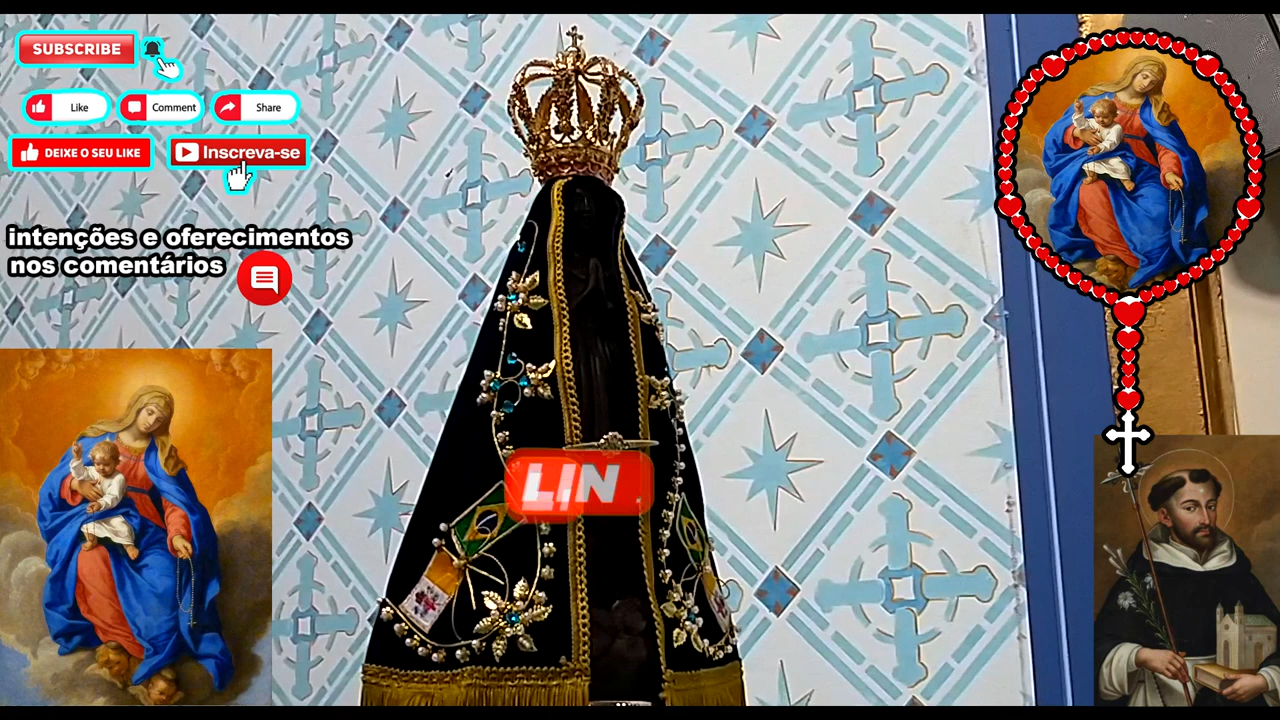 SUBSCRIBE
Like
Comment
Share
DEIXE O SEU LIKE
Inscreva-se
intenções e oferecimentos
nos comentários
LIN